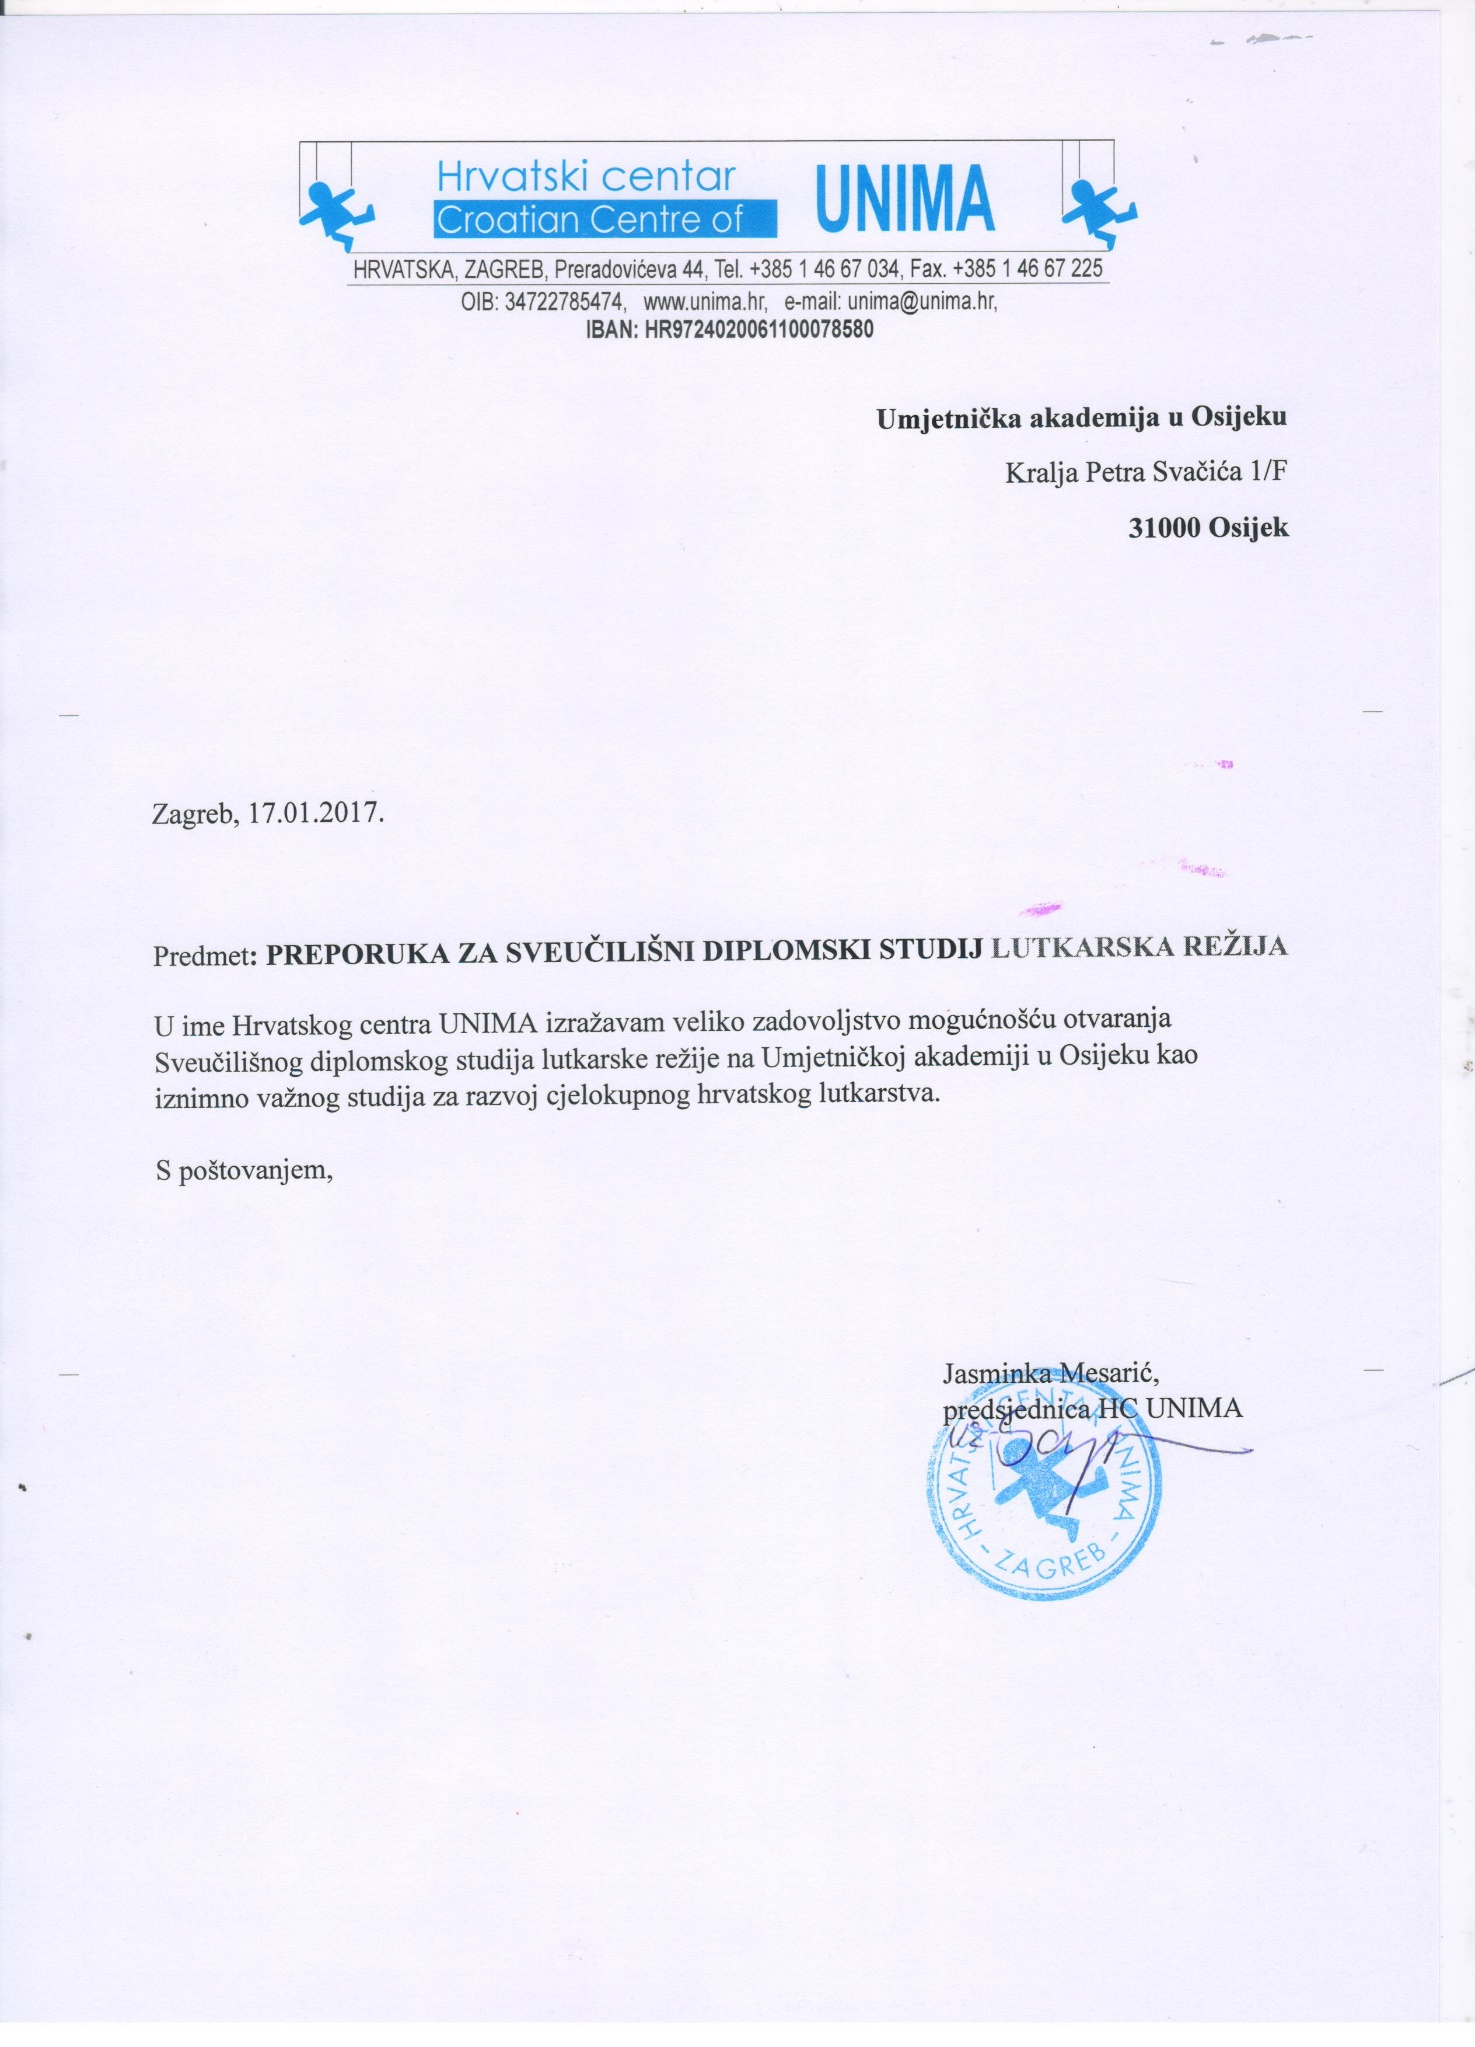 Hrvatski centar
Croatian Centre of
UNIMA
HRVATSKA, ZAGREB, Preradovićeva 44, Tel. +385 1 46 67 034, Fax. +385 1 46 67 225
OIB: 34722785474, www.unima.hr, e-mail: unima@unima.hr,
IBAN: HR9724020061100078580
Umjetnička akademija u Osijeku
Kralja Petra Svačića 1/F
31000 Osijek
Zagreb, 17.01.2017.
Predmet: PREPORUKA ZA SVEUČILIŠNI DIPLOMSKI STUDIJ LUTKARSKA REŽIJA
U ime Hrvatskog centra UNIMA izražavam veliko zadovoljstvo mogućnošću otvaranja
Sveučilišnog diplomskog studija lutkarske režije na Umjetničkoj akademiji u Osijeku kao
iznimno važnog studija za razvoj cjelokupnog hrvatskog lutkarstva.
S poštovanjem,
Jasminka Mesarić,
predsjednica HC UNIMA
HRVATSKI CENTAR UNIMA
- ZAGREB -